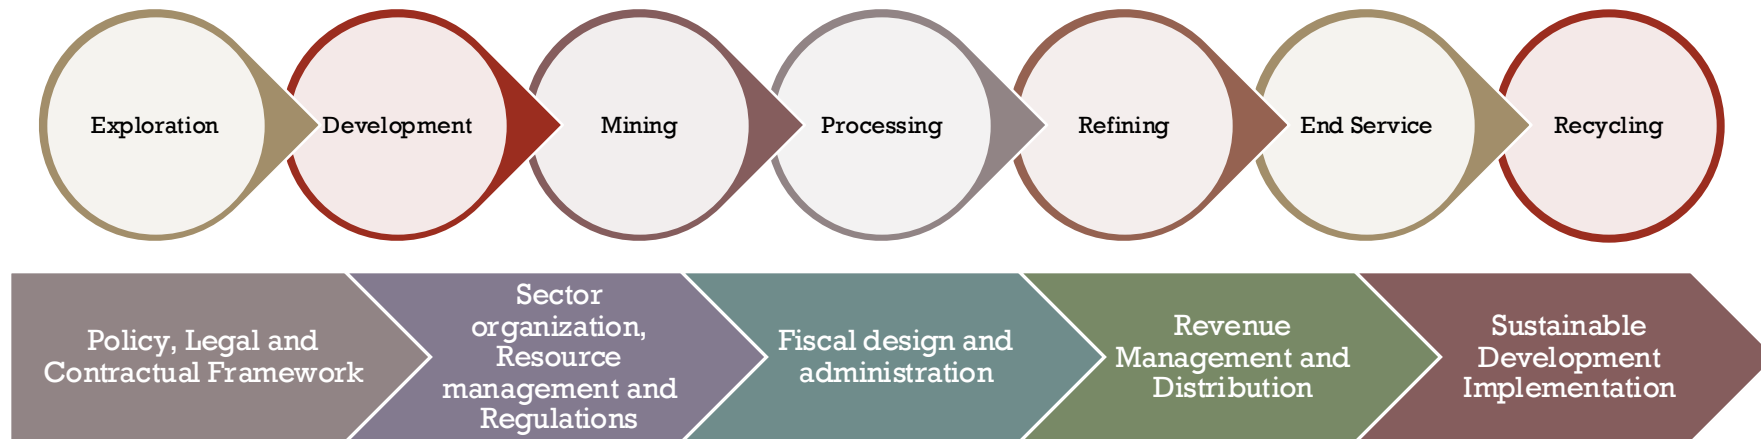 Exploration
Development
Mining
Processing
Refining
End Service
Recycling
Policy, Legal and
Contractual Framework
Sector
organization,
Resource
management and
Regulations
Fiscal design and
administration
Revenue
Management and
Distribution
Sustainable
Development
Implementation